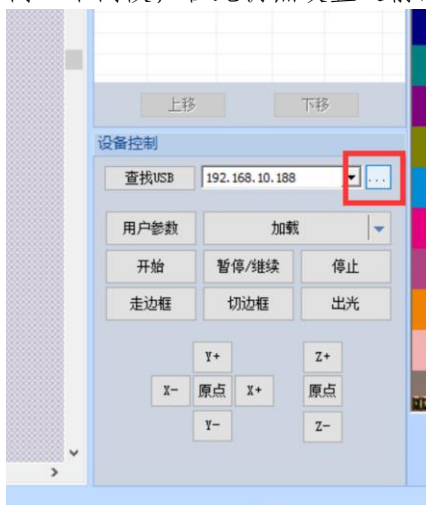 上移 下移
设备控制
查找USB 192.168.10.188 ...
用户参数 加载
开始 暂停/继续 停止
走边框 切边框 出光
Y+ Z+
X- 原点 X+ 原点
Y- Z-